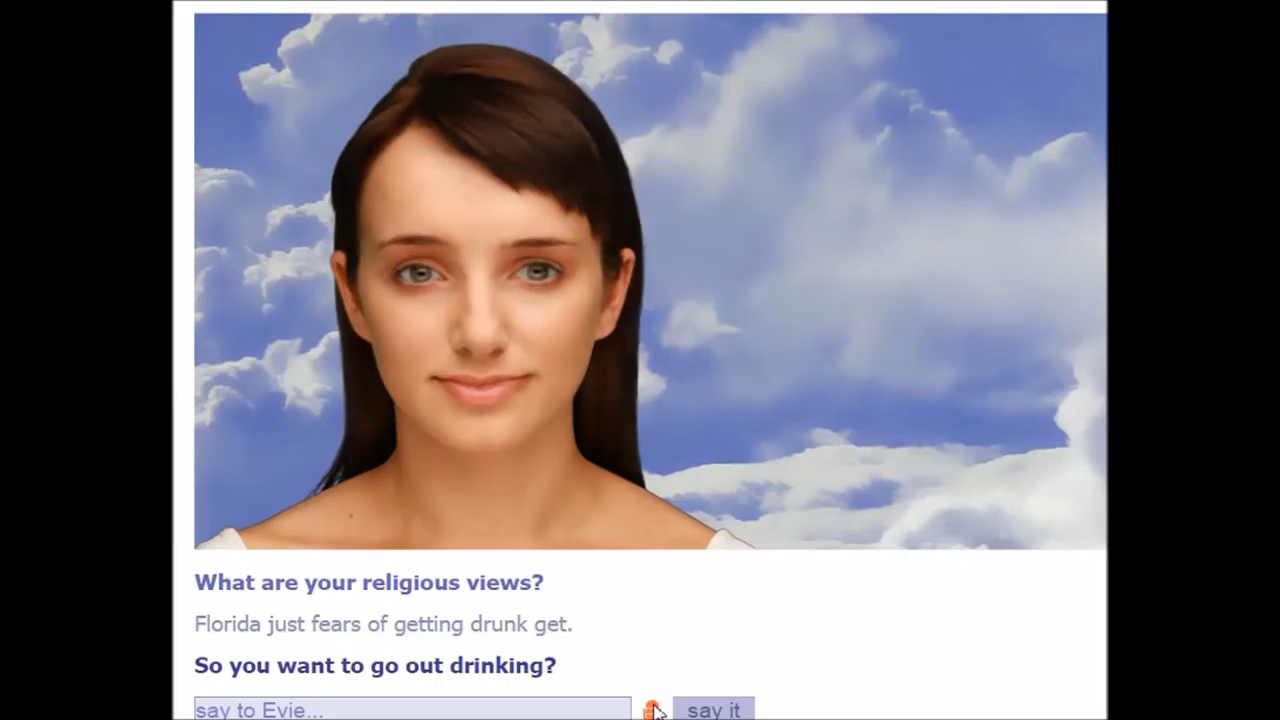 What are your religious views?
Florida just fears of getting drunk get.
So you want to go out drinking?
say to Evie...
say it